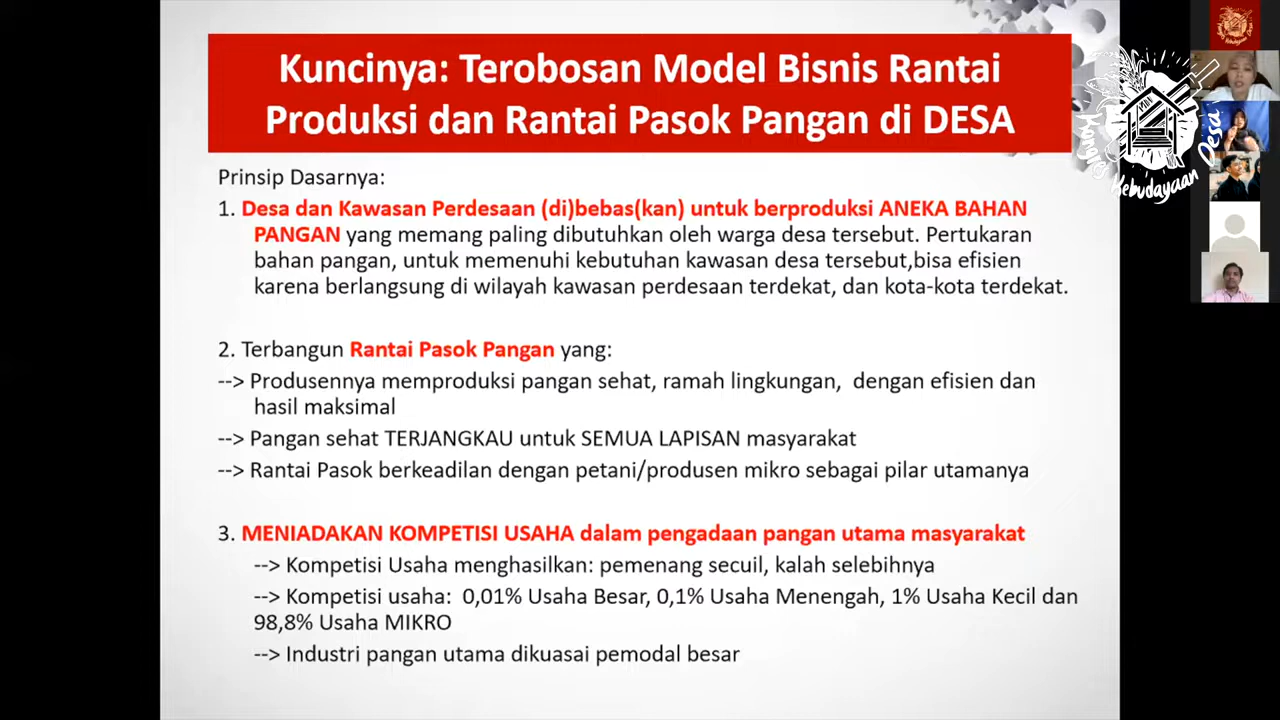 Kuncinya: Terobosan Model Bisnis Rantai
Produksi dan Rantai Pasok Pangan di DESA
Prinsip Dasarnya:
1. Desa dan Kawasan Perdesaan (di)bebas(kan) untuk berproduksi ANEKA BAHAN
PANGAN yang memang paling dibutuhkan oleh warga desa tersebut. Pertukaran
bahan pangan, untuk memenuhi kebutuhan kawasan desa tersebut,bisa efisien
karena berlangsung di wilayah kawasan perdesaan terdekat, dan kota-kota terdekat.
2. Terbangun Rantai Pasok Pangan yang:
--> Produsennya memproduksi pangan sehat, ramah lingkungan, dengan efisien dan
hasil maksimal
--> Pangan sehat TERJANGKAU untuk SEMUA LAPISAN masyarakat
--> Rantai Pasok berkeadilan dengan petani/produsen mikro sebagai pilar utamanya
3. MENIADAKAN KOMPETISI USAHA dalam pengadaan pangan utama masyarakat
--> Kompetisi Usaha menghasilkan: pemenang secuil, kalah selebihnya
--> Kompetisi usaha: 0,01% Usaha Besar, 0,1% Usaha Menengah, 1% Usaha Kecil dan
98,8% Usaha MIKRO
--> Industri pangan utama dikuasai pemodal besar
Kebudayaan Desa